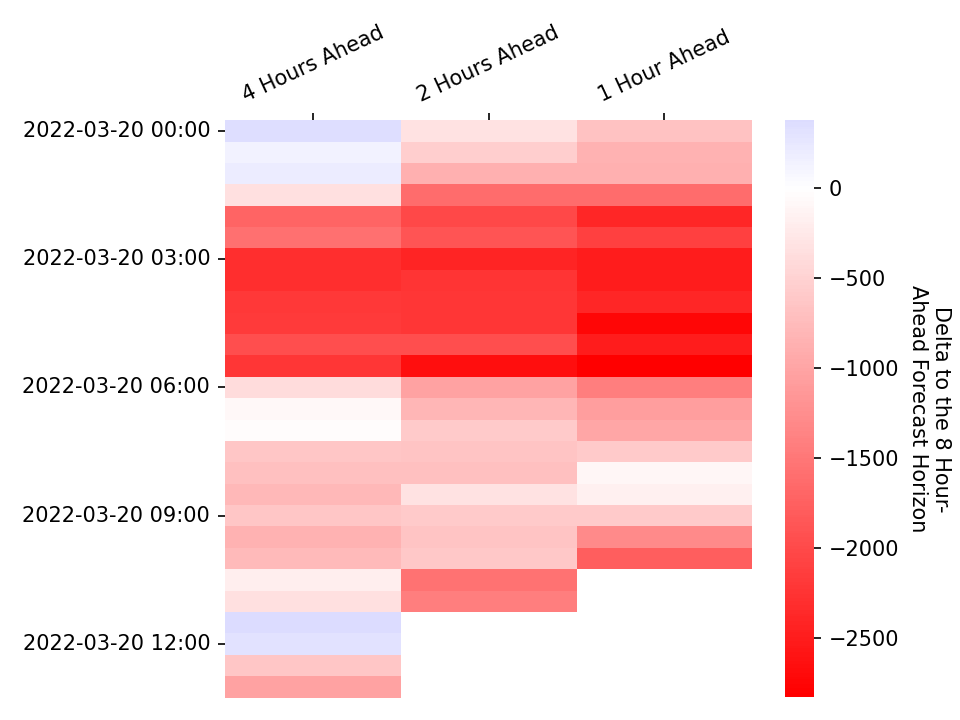 4 Hours Ahead
2 Hours Ahead
1 Hour Ahead
2022-03-20 00:00
2022-03-20 03:00
2022-03-20 06:00
2022-03-20 09:00
2022-03-20 12:00
0
−500
−1000
−1500
−2000
−2500
Delta to the 8 Hour-
Ahead Forecast Horizon